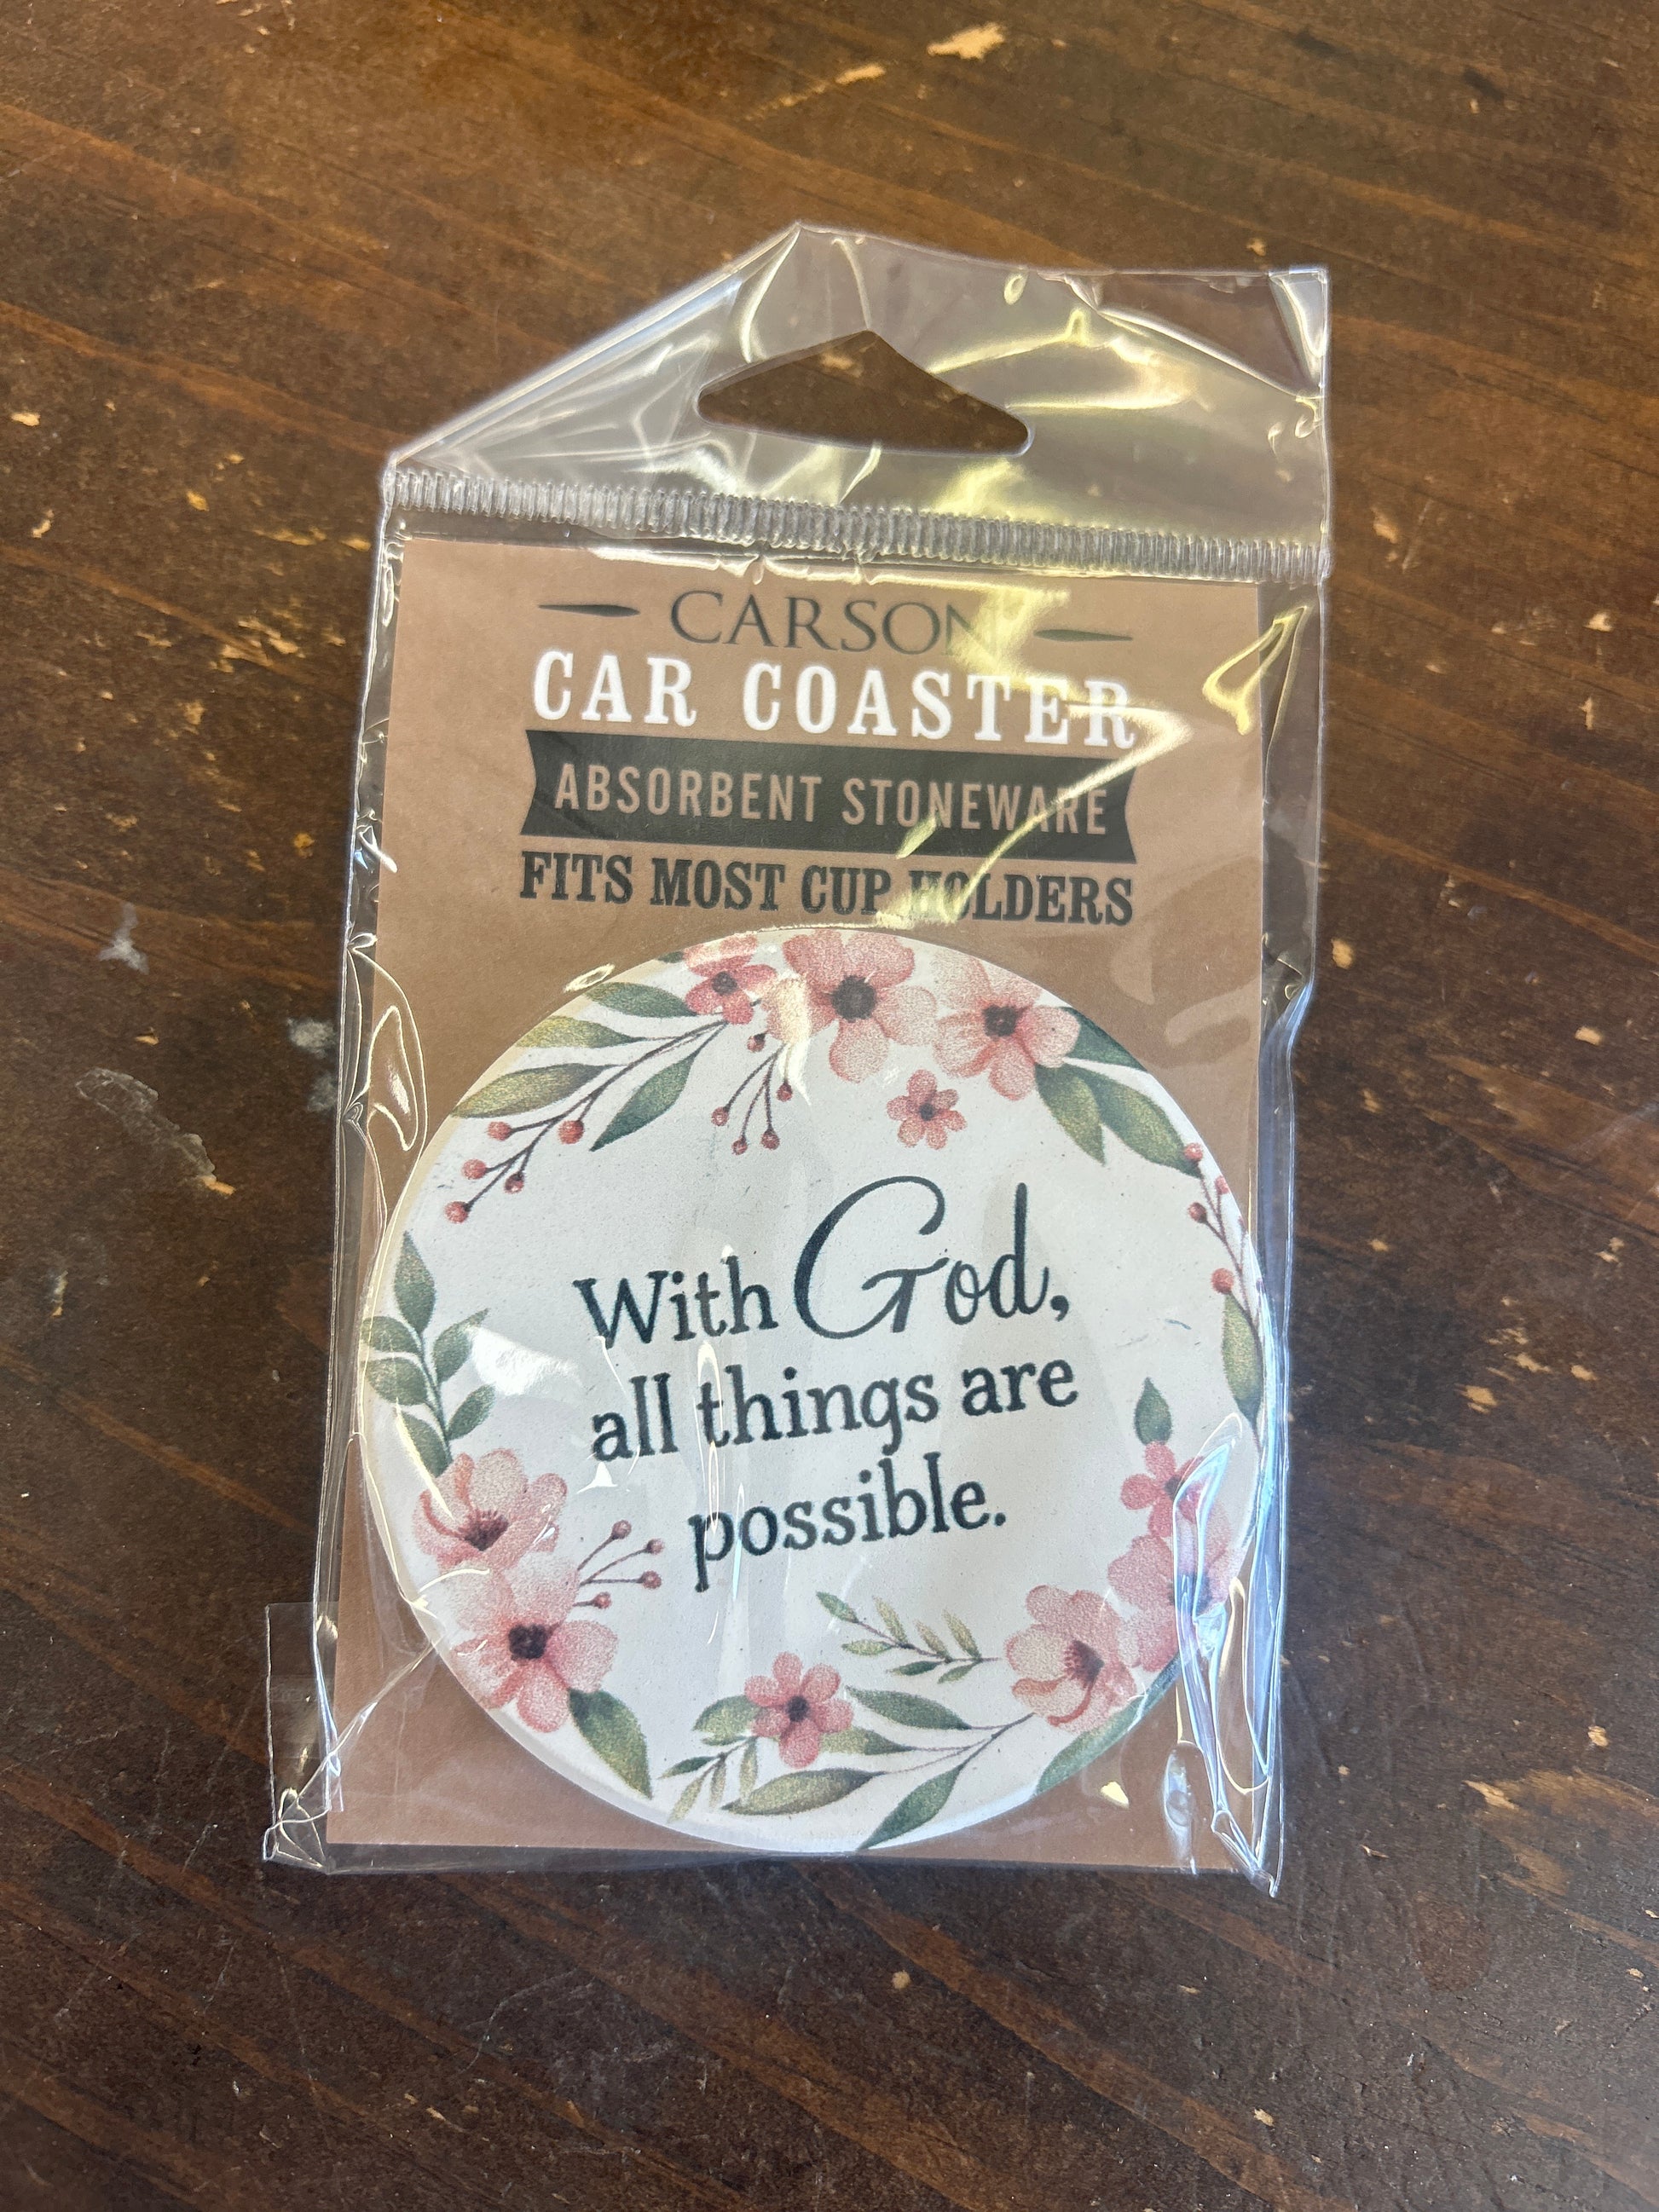 CARSON
CAR COASTER
ABSORBENT STONEWARE
FITS MOST CUP HOLDERS
With God,
all things are
possible.